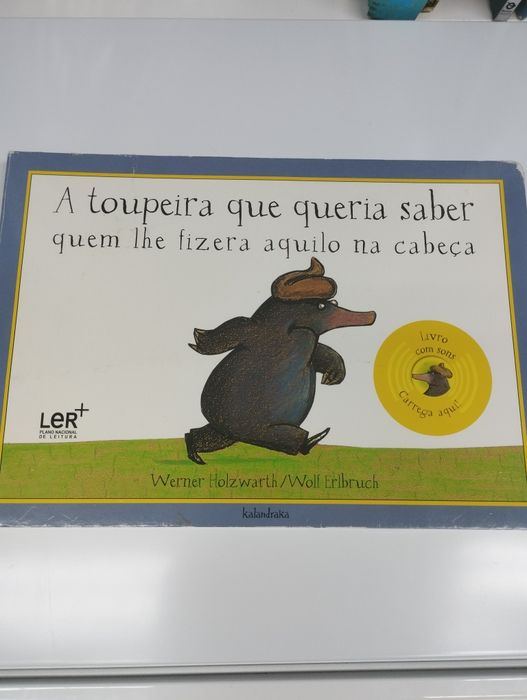 A toupeira que queria saber
quem lhe fizera aquilo na cabeça
Livro
com sons
Carrega aqui!
LeR+
PLANO NACIONAL
DE LEITURA
Werner Holzwarth/Wolf Erlbruch
kalandraka